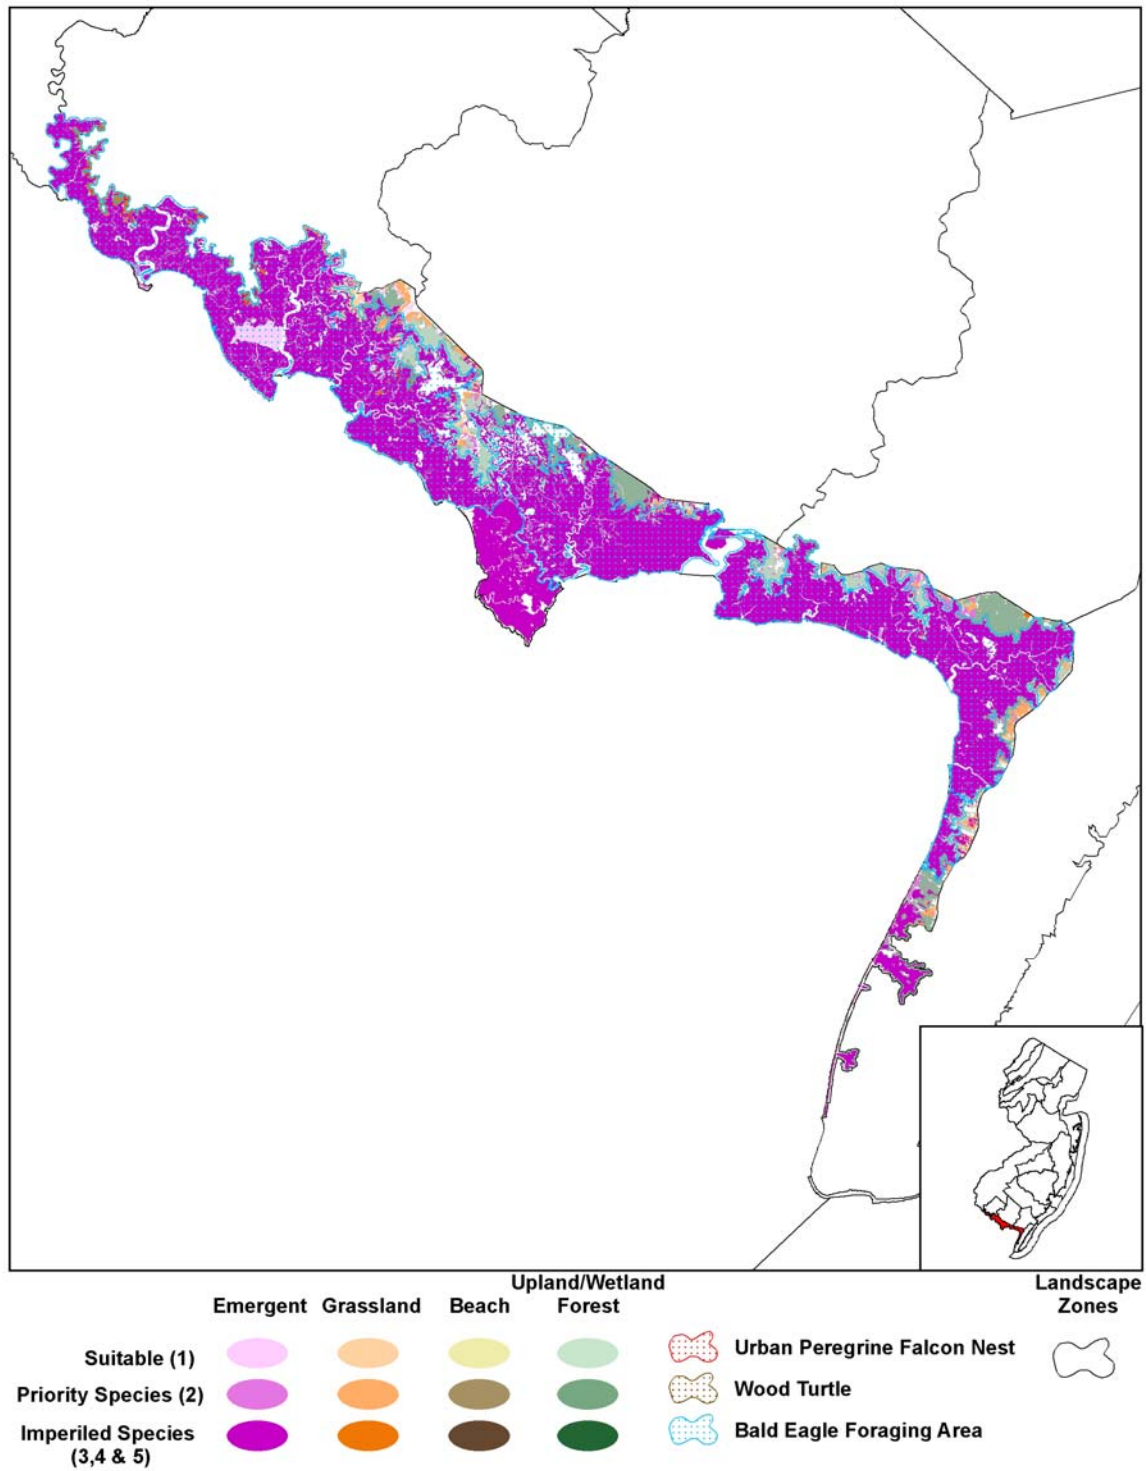 Upland/Wetland
Landscape
Emergent Grassland Beach Forest
Zones
Suitable (1)
Priority Species (2)
Imperiled Species
(3,4 & 5)
Urban Peregrine Falcon Nest
Wood Turtle
Bald Eagle Foraging Area